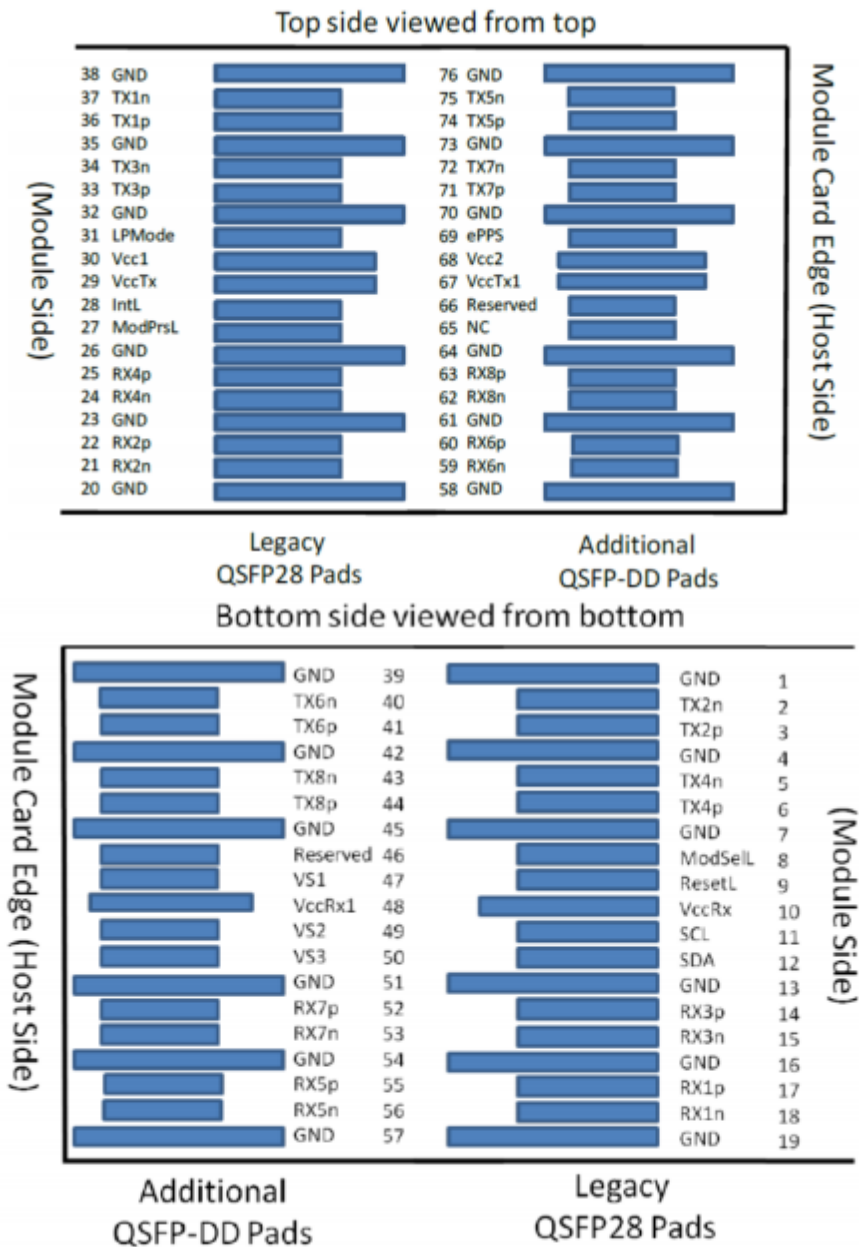 Top side viewed from top
38 GND 76 GND
37 TX1n 75 TX5n
36 TX1p 74 TX5p
35 GND 73 GND
34 TX3n 72 TX7n
33 TX3p 71 TX7p
32 GND 70 GND
31 LPMode 69 ePPS
30 Vcc1 68 Vcc2
29 VccTx 67 VccTx1
28 IntL 66 Reserved
27 ModPrsL 65 NC
26 GND 64 GND
25 RX4p 63 RX8p
24 RX4n 62 RX8n
23 GND 61 GND
22 RX2p 60 RX6p
21 RX2n 59 RX6n
20 GND 58 GND
(Module Side)
Module Card Edge (Host Side)
Legacy
QSFP28 Pads
Additional
QSFP-DD Pads
Bottom side viewed from bottom
Module Card Edge (Host Side)
GND 39 GND 1
TX6n 40 TX2n 2
TX6p 41 TX2p 3
GND 42 GND 4
TX8n 43 TX4n 5
TX8p 44 TX4p 6
GND 45 GND 7
Reserved 46 ModSelL 8
VS1 47 ResetL 9
VccRx1 48 VccRx 10
VS2 49 SCL 11
VS3 50 SDA 12
GND 51 GND 13
RX7p 52 RX3p 14
RX7n 53 RX3n 15
GND 54 GND 16
RX5p 55 RX1p 17
RX5n 56 RX1n 18
GND 57 GND 19
(Module Side)
Additional
QSFP-DD Pads
Legacy
QSFP28 Pads